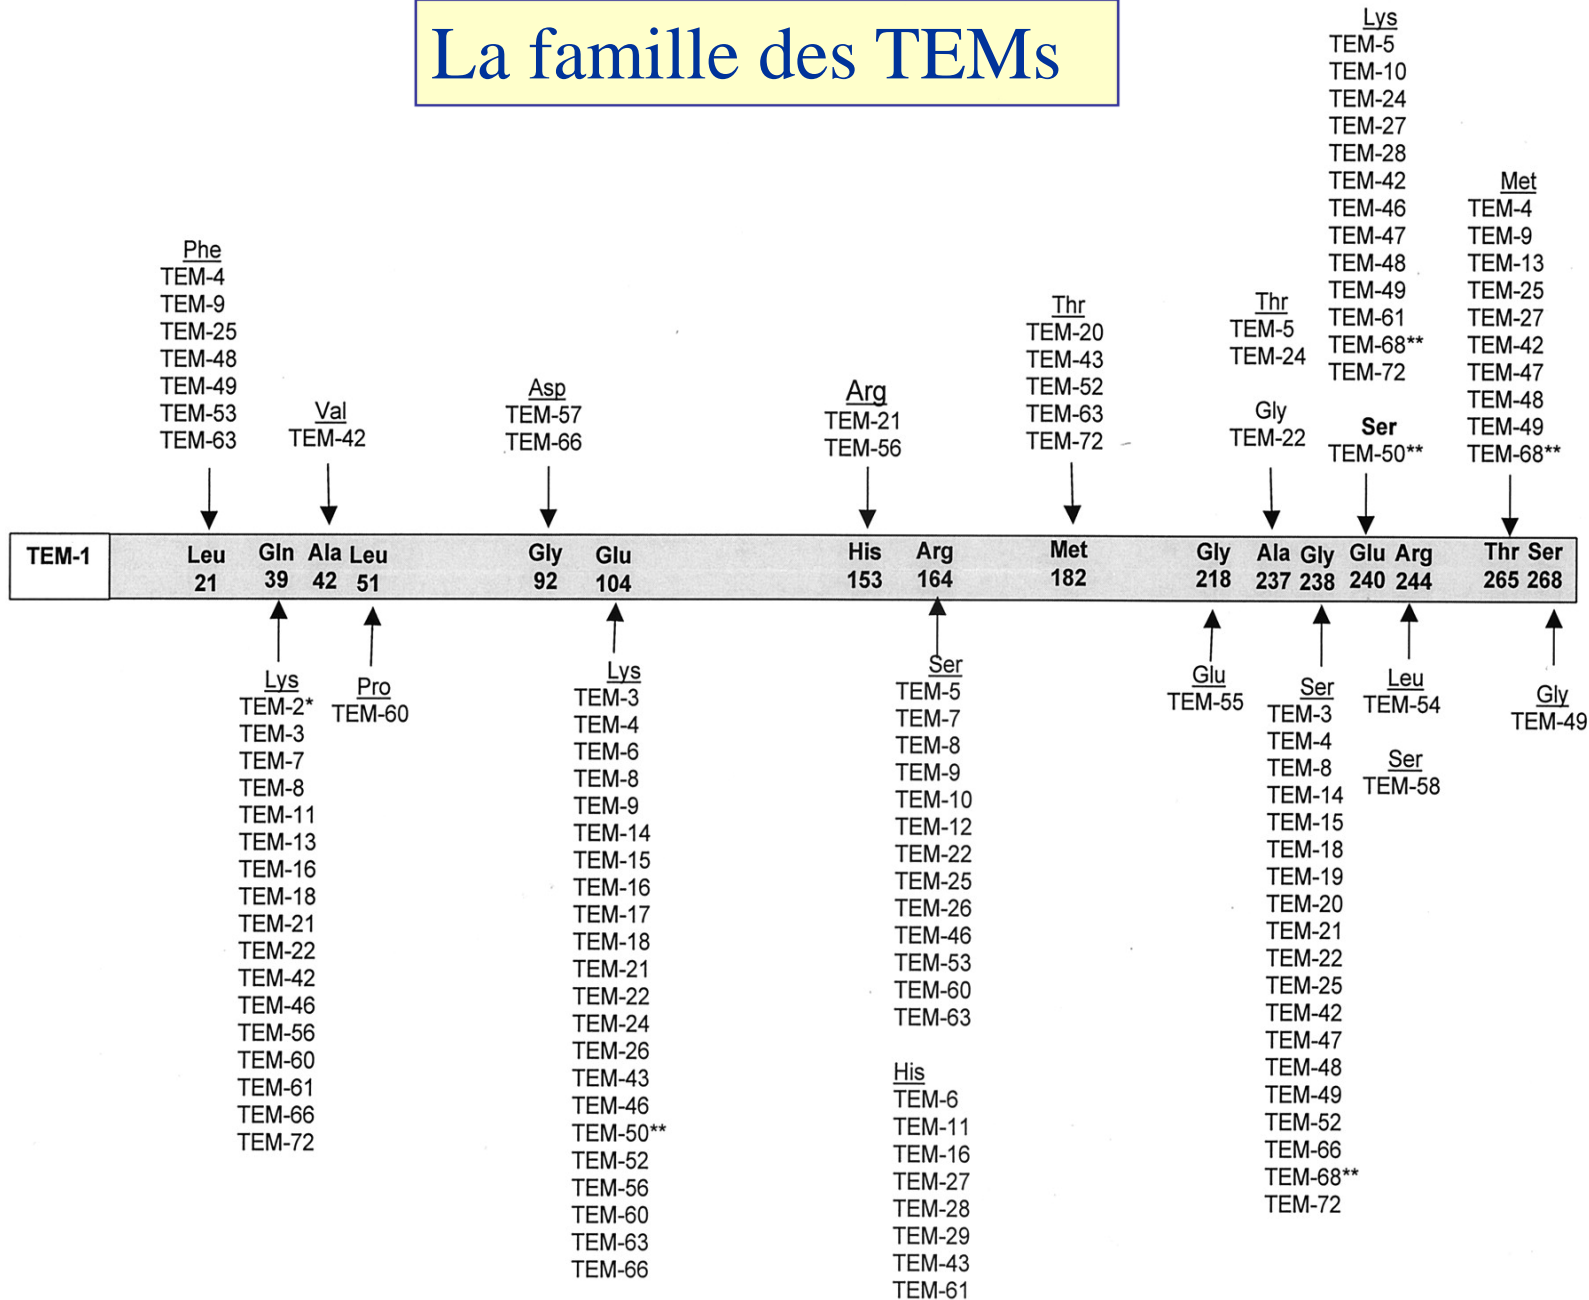 La famille des TEMs
Phe
TEM-4
TEM-9
TEM-25
TEM-48
TEM-49
TEM-53
TEM-63
Val
TEM-42
Asp
TEM-57
TEM-66
Arg
TEM-21
TEM-56
Thr
TEM-20
TEM-43
TEM-52
TEM-63
TEM-72
Thr
TEM-5
TEM-24
Gly
TEM-22
Lys
TEM-5
TEM-10
TEM-24
TEM-27
TEM-28
TEM-42
TEM-46
TEM-47
TEM-48
TEM-49
TEM-61
TEM-68**
TEM-72
Ser
TEM-50**
Met
TEM-4
TEM-9
TEM-13
TEM-25
TEM-27
TEM-42
TEM-47
TEM-48
TEM-49
TEM-68**
TEM-1 Leu Gln Ala Leu Gly Glu His Arg Met Gly Ala Gly Glu Arg Thr Ser
21 39 42 51 92 104 153 164 182 218 237 238 240 244 265 268
Lys
TEM-2*
TEM-3
TEM-7
TEM-8
TEM-11
TEM-13
TEM-16
TEM-18
TEM-21
TEM-22
TEM-42
TEM-46
TEM-56
TEM-60
TEM-61
TEM-66
TEM-72
Pro
TEM-60
Lys
TEM-3
TEM-4
TEM-6
TEM-8
TEM-9
TEM-14
TEM-15
TEM-16
TEM-17
TEM-18
TEM-21
TEM-22
TEM-24
TEM-26
TEM-43
TEM-46
TEM-50**
TEM-52
TEM-56
TEM-60
TEM-63
TEM-66
Ser
TEM-5
TEM-7
TEM-8
TEM-9
TEM-10
TEM-12
TEM-22
TEM-25
TEM-26
TEM-46
TEM-53
TEM-60
TEM-63
His
TEM-6
TEM-11
TEM-16
TEM-27
TEM-28
TEM-29
TEM-43
TEM-61
Glu
TEM-55
Ser
TEM-3
TEM-4
TEM-8
TEM-14
TEM-15
TEM-18
TEM-19
TEM-20
TEM-21
TEM-22
TEM-25
TEM-42
TEM-47
TEM-48
TEM-49
TEM-52
TEM-66
TEM-68**
TEM-72
Leu
TEM-54
Ser
TEM-58
Gly
TEM-49